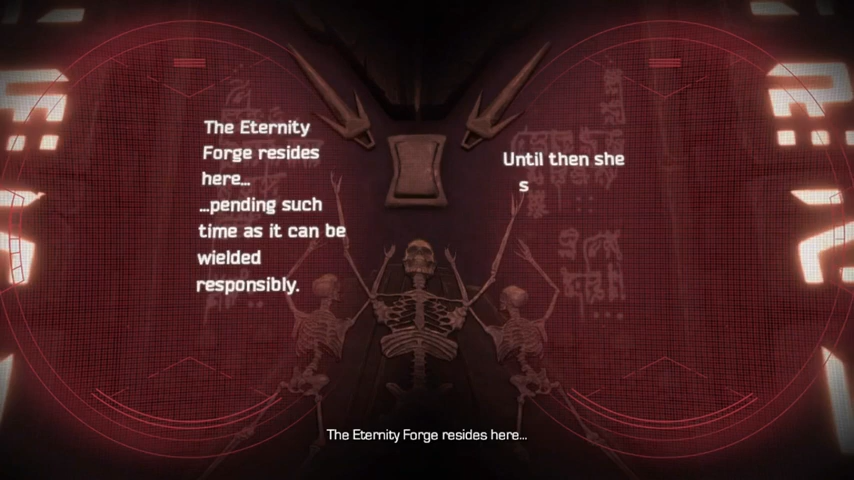 The Eternity
Forge resides
here...
...pending such
time as it can be
wielded
responsibly.
Until then she
s
The Eternity Forge resides here...